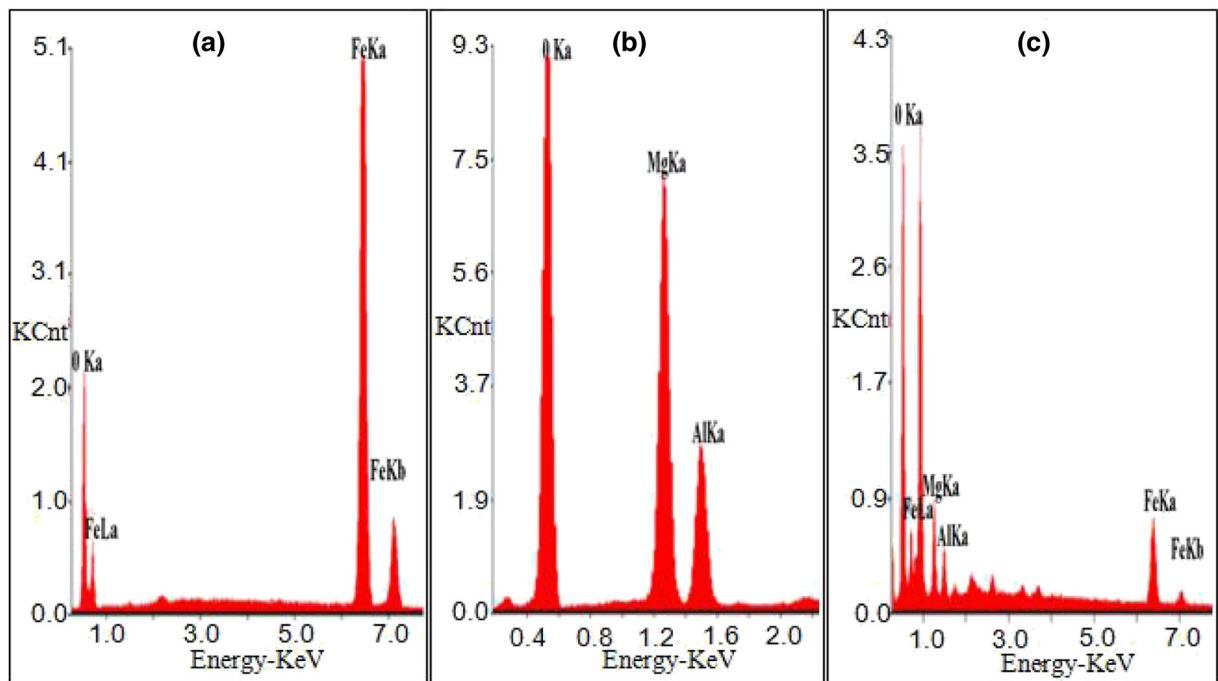 (a)
5.1
FeKa
4.1
3.1
KCnt
O Ka
2.0
FeKb
1.0
FeLa
0.0
1.0 3.0 5.0 7.0
Energy-KeV
(b)
9.3
O Ka
7.5
MgKa
5.6
KCnt
3.7
AlKa
1.9
0.0
0.4 0.8 1.2 1.6 2.0
Energy-KeV
(c)
4.3
O Ka
3.5
2.6
KCnt
1.7
0.9
MgKa
FeLa
AlKa
FeKa
FeKb
0.0
1.0 3.0 5.0 7.0
Energy-KeV